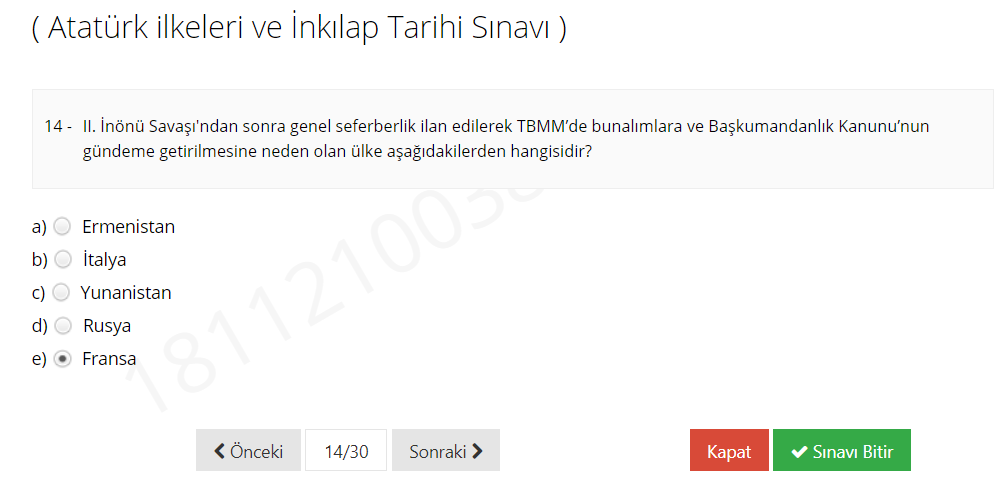 ( Atatürk ilkeleri ve İnkılap Tarihi Sınavı )
14 - II. İnönü Savaşı'ndan sonra genel seferberlik ilan edilerek TBMM’de bunalımlara ve Başkumandanlık Kanunu’nun
gündeme getirilmesine neden olan ülke aşağıdakilerden hangisidir?
a) Ermenistan
b) İtalya
c) Yunanistan
d) Rusya
e) Fransa
Önceki 14/30 Sonraki Kapat Sınavı Bitir